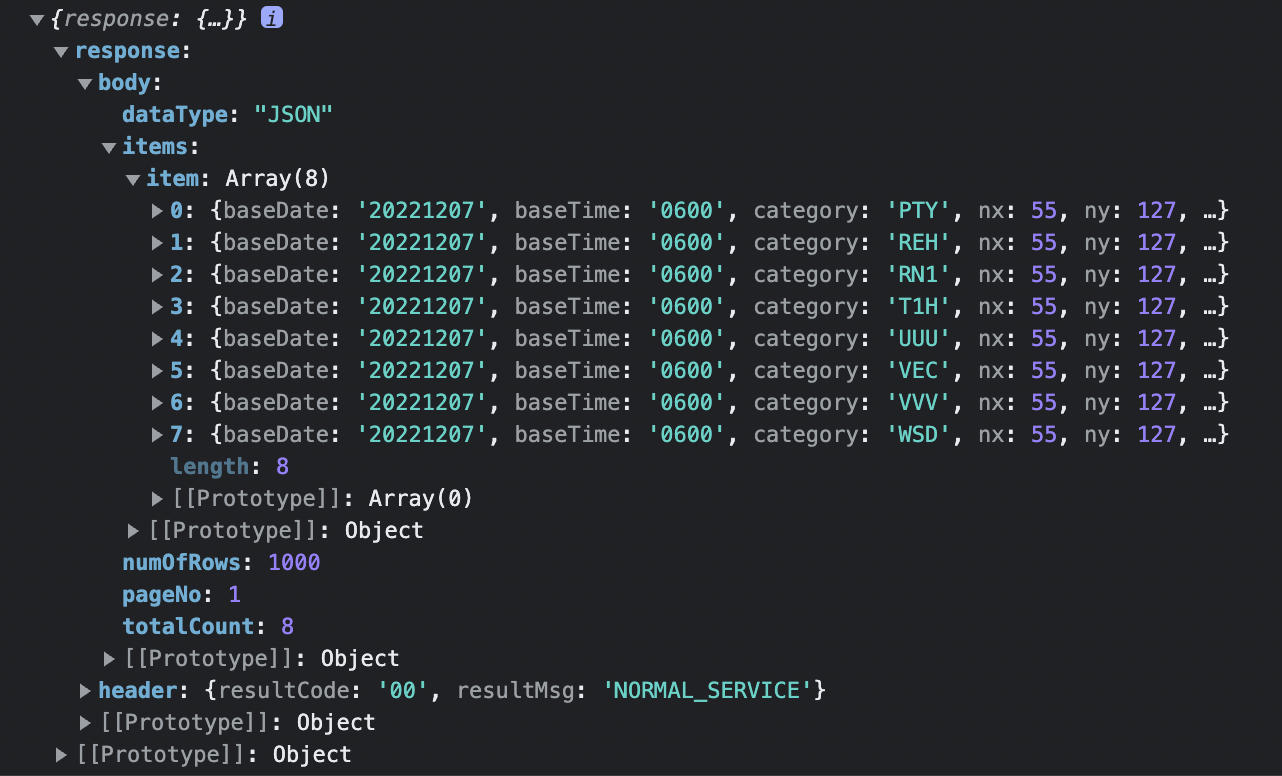 ▼{response: {…}} i
▼response:
▼body:
dataType: "JSON"
▼items:
▼item: Array(8)
▶0: {baseDate: '20221207', baseTime: '0600', category: 'PTY', nx: 55, ny: 127, …}
▶1: {baseDate: '20221207', baseTime: '0600', category: 'REH', nx: 55, ny: 127, …}
▶2: {baseDate: '20221207', baseTime: '0600', category: 'RN1', nx: 55, ny: 127, …}
▶3: {baseDate: '20221207', baseTime: '0600', category: 'T1H', nx: 55, ny: 127, …}
▶4: {baseDate: '20221207', baseTime: '0600', category: 'UUU', nx: 55, ny: 127, …}
▶5: {baseDate: '20221207', baseTime: '0600', category: 'VEC', nx: 55, ny: 127, …}
▶6: {baseDate: '20221207', baseTime: '0600', category: 'VVV', nx: 55, ny: 127, …}
▶7: {baseDate: '20221207', baseTime: '0600', category: 'WSD', nx: 55, ny: 127, …}
length: 8
▶[[Prototype]]: Array(0)
▶[[Prototype]]: Object
numOfRows: 1000
pageNo: 1
totalCount: 8
▶[[Prototype]]: Object
▶header: {resultCode: '00', resultMsg: 'NORMAL_SERVICE'}
▶[[Prototype]]: Object
▶[[Prototype]]: Object